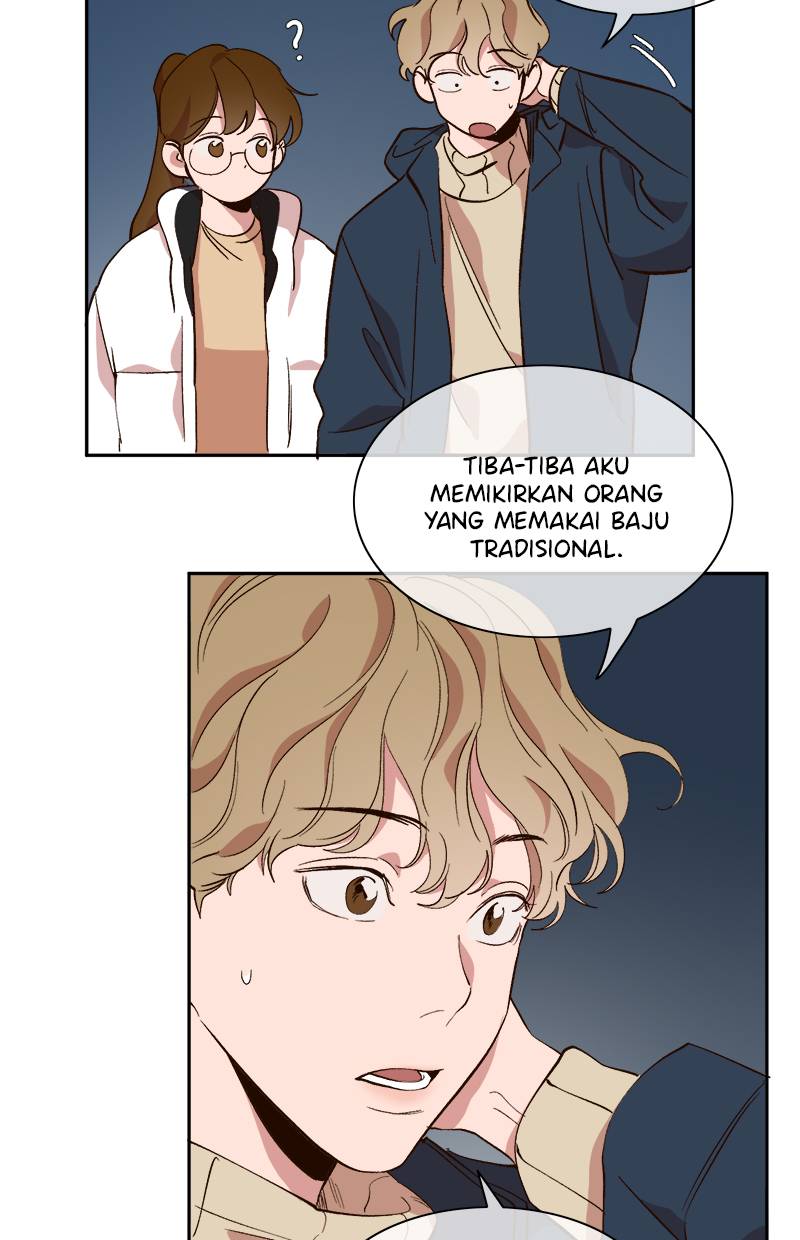 ?
TIBA-TIBA AKU
MEMIKIRKAN ORANG
YANG MEMAKAI BAJU
TRADISIONAL.